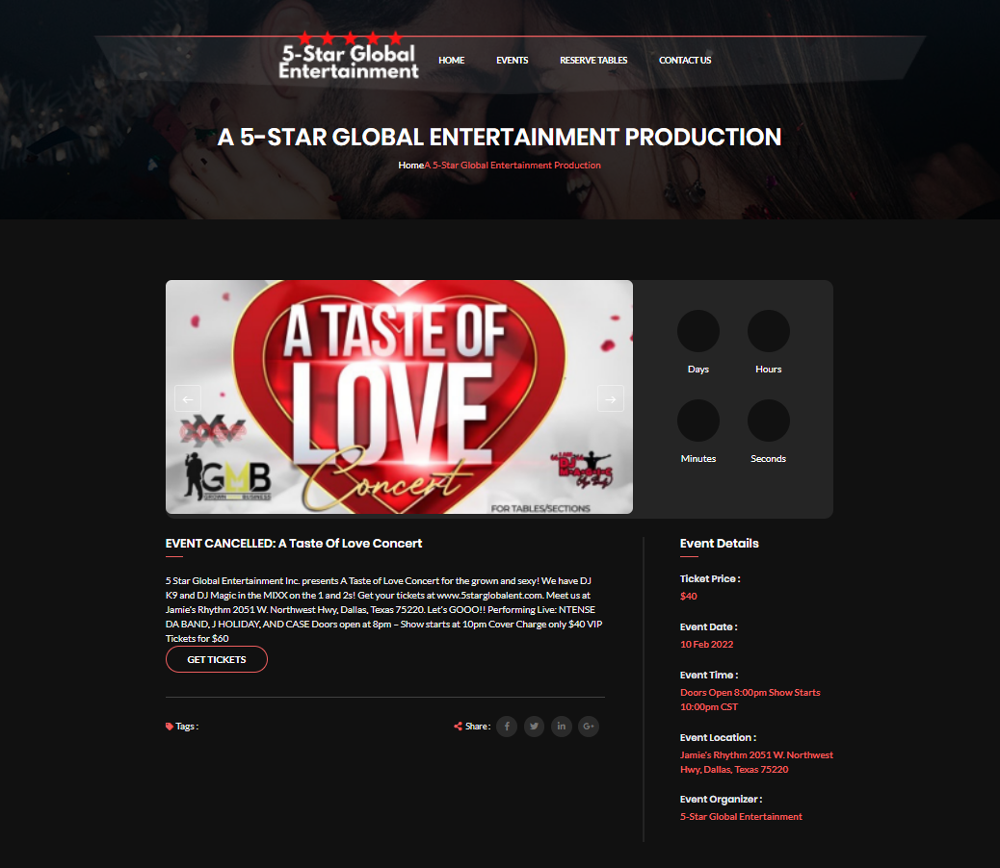 5-Star Global
Entertainment
HOME
EVENTS
RESERVE TABLES
CONTACT US
A 5-STAR GLOBAL ENTERTAINMENT PRODUCTION
HomeA 5-Star Global Entertainment Production
A TASTE OF
LOVE
Concert
GMB
GROWN
BUSINESS
DJ
FOR TABLES/SECTIONS
Days
Hours
Minutes
Seconds
EVENT CANCELLED: A Taste Of Love Concert
5 Star Global Entertainment Inc. presents A Taste of Love Concert for the grown and sexy! We have DJ
K9 and DJ Magic in the MIXX on the 1 and 2s! Get your tickets at www.5starglobalent.com. Meet us at
Jamie's Rhythm 2051 W. Northwest Hwy, Dallas, Texas 75220. Let's GOOO!! Performing Live: NTENSE
DA BAND, J HOLIDAY, AND CASE Doors open at 8pm – Show starts at 10pm Cover Charge only $40 VIP
Tickets for $60
GET TICKETS
Tags :
Share :
Event Details
Ticket Price :
$40
Event Date :
10 Feb 2022
Event Time :
Doors Open 8:00pm Show Starts
10:00pm CST
Event Location :
Jamie's Rhythm 2051 W. Northwest
Hwy, Dallas, Texas 75220
Event Organizer :
5-Star Global Entertainment